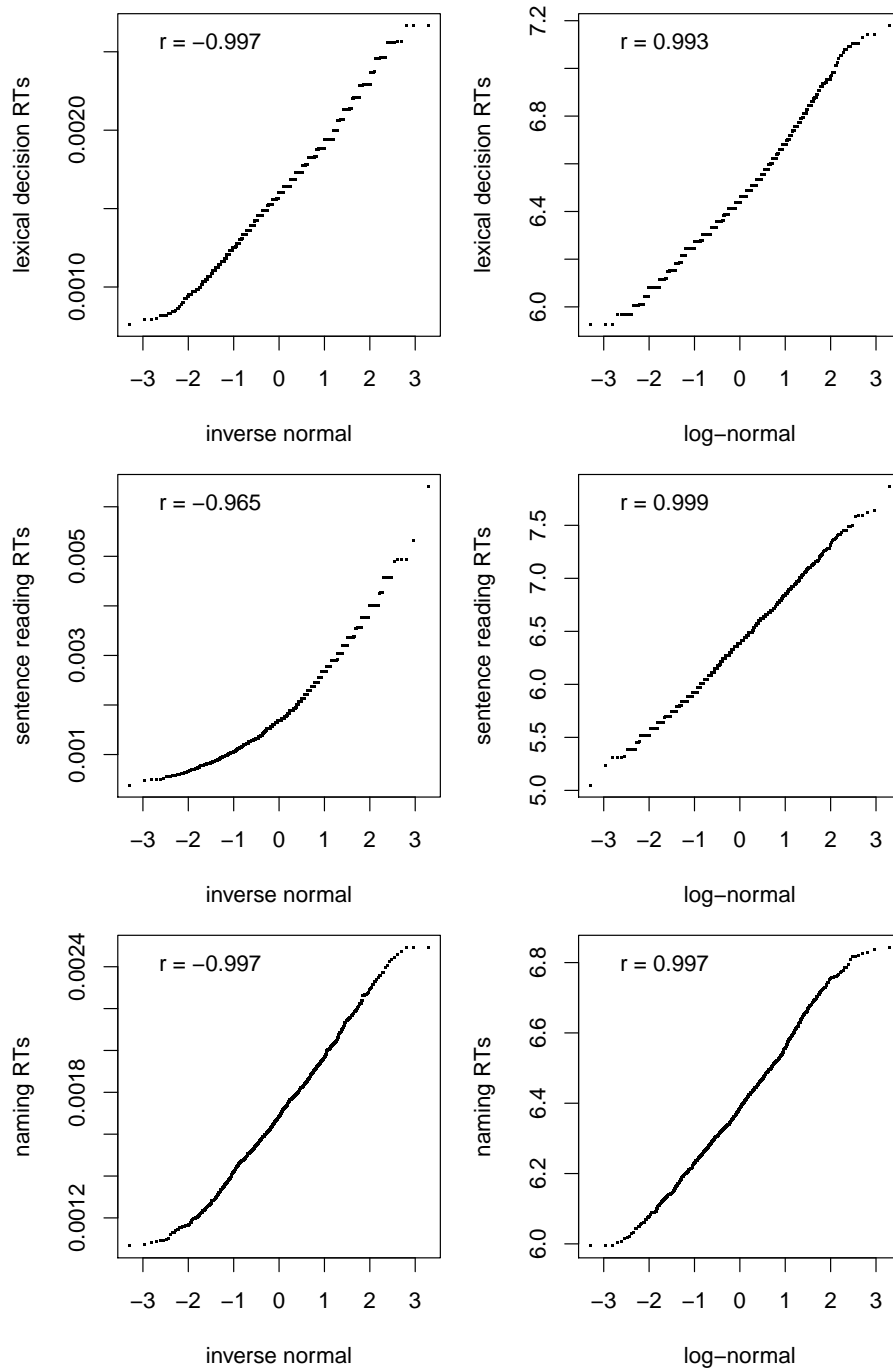 r = −0.997
lexical decision RTs
0.0010 0.0020
−3 −2 −1 0 1 2 3
inverse normal
r = 0.993
lexical decision RTs
6.0 6.4 6.8 7.2
−3 −2 −1 0 1 2 3
log−normal
r = −0.965
sentence reading RTs
0.001 0.003 0.005
−3 −2 −1 0 1 2 3
inverse normal
r = 0.999
sentence reading RTs
5.0 5.5 6.0 6.5 7.0 7.5
−3 −2 −1 0 1 2 3
log−normal
r = −0.997
naming RTs
0.0012 0.0018 0.0024
−3 −2 −1 0 1 2 3
inverse normal
r = 0.997
naming RTs
6.0 6.2 6.4 6.6 6.8
−3 −2 −1 0 1 2 3
log−normal